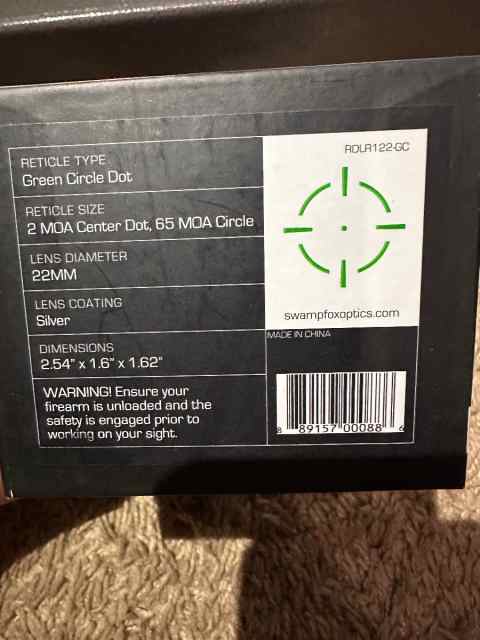 RETICLE TYPE
Green Circle Dot
RETICLE SIZE
2 MOA Center Dot, 65 MOA Circle
LENS DIAMETER
22MM
LENS COATING
Silver
DIMENSIONS
2.54" x 1.6" x 1.62"
WARNING! Ensure your
firearm is unloaded and the
safety is engaged prior to
working on your sight.
RDLR122-GC
swampfoxoptics.com
MADE IN CHINA
8 89157 00088 6